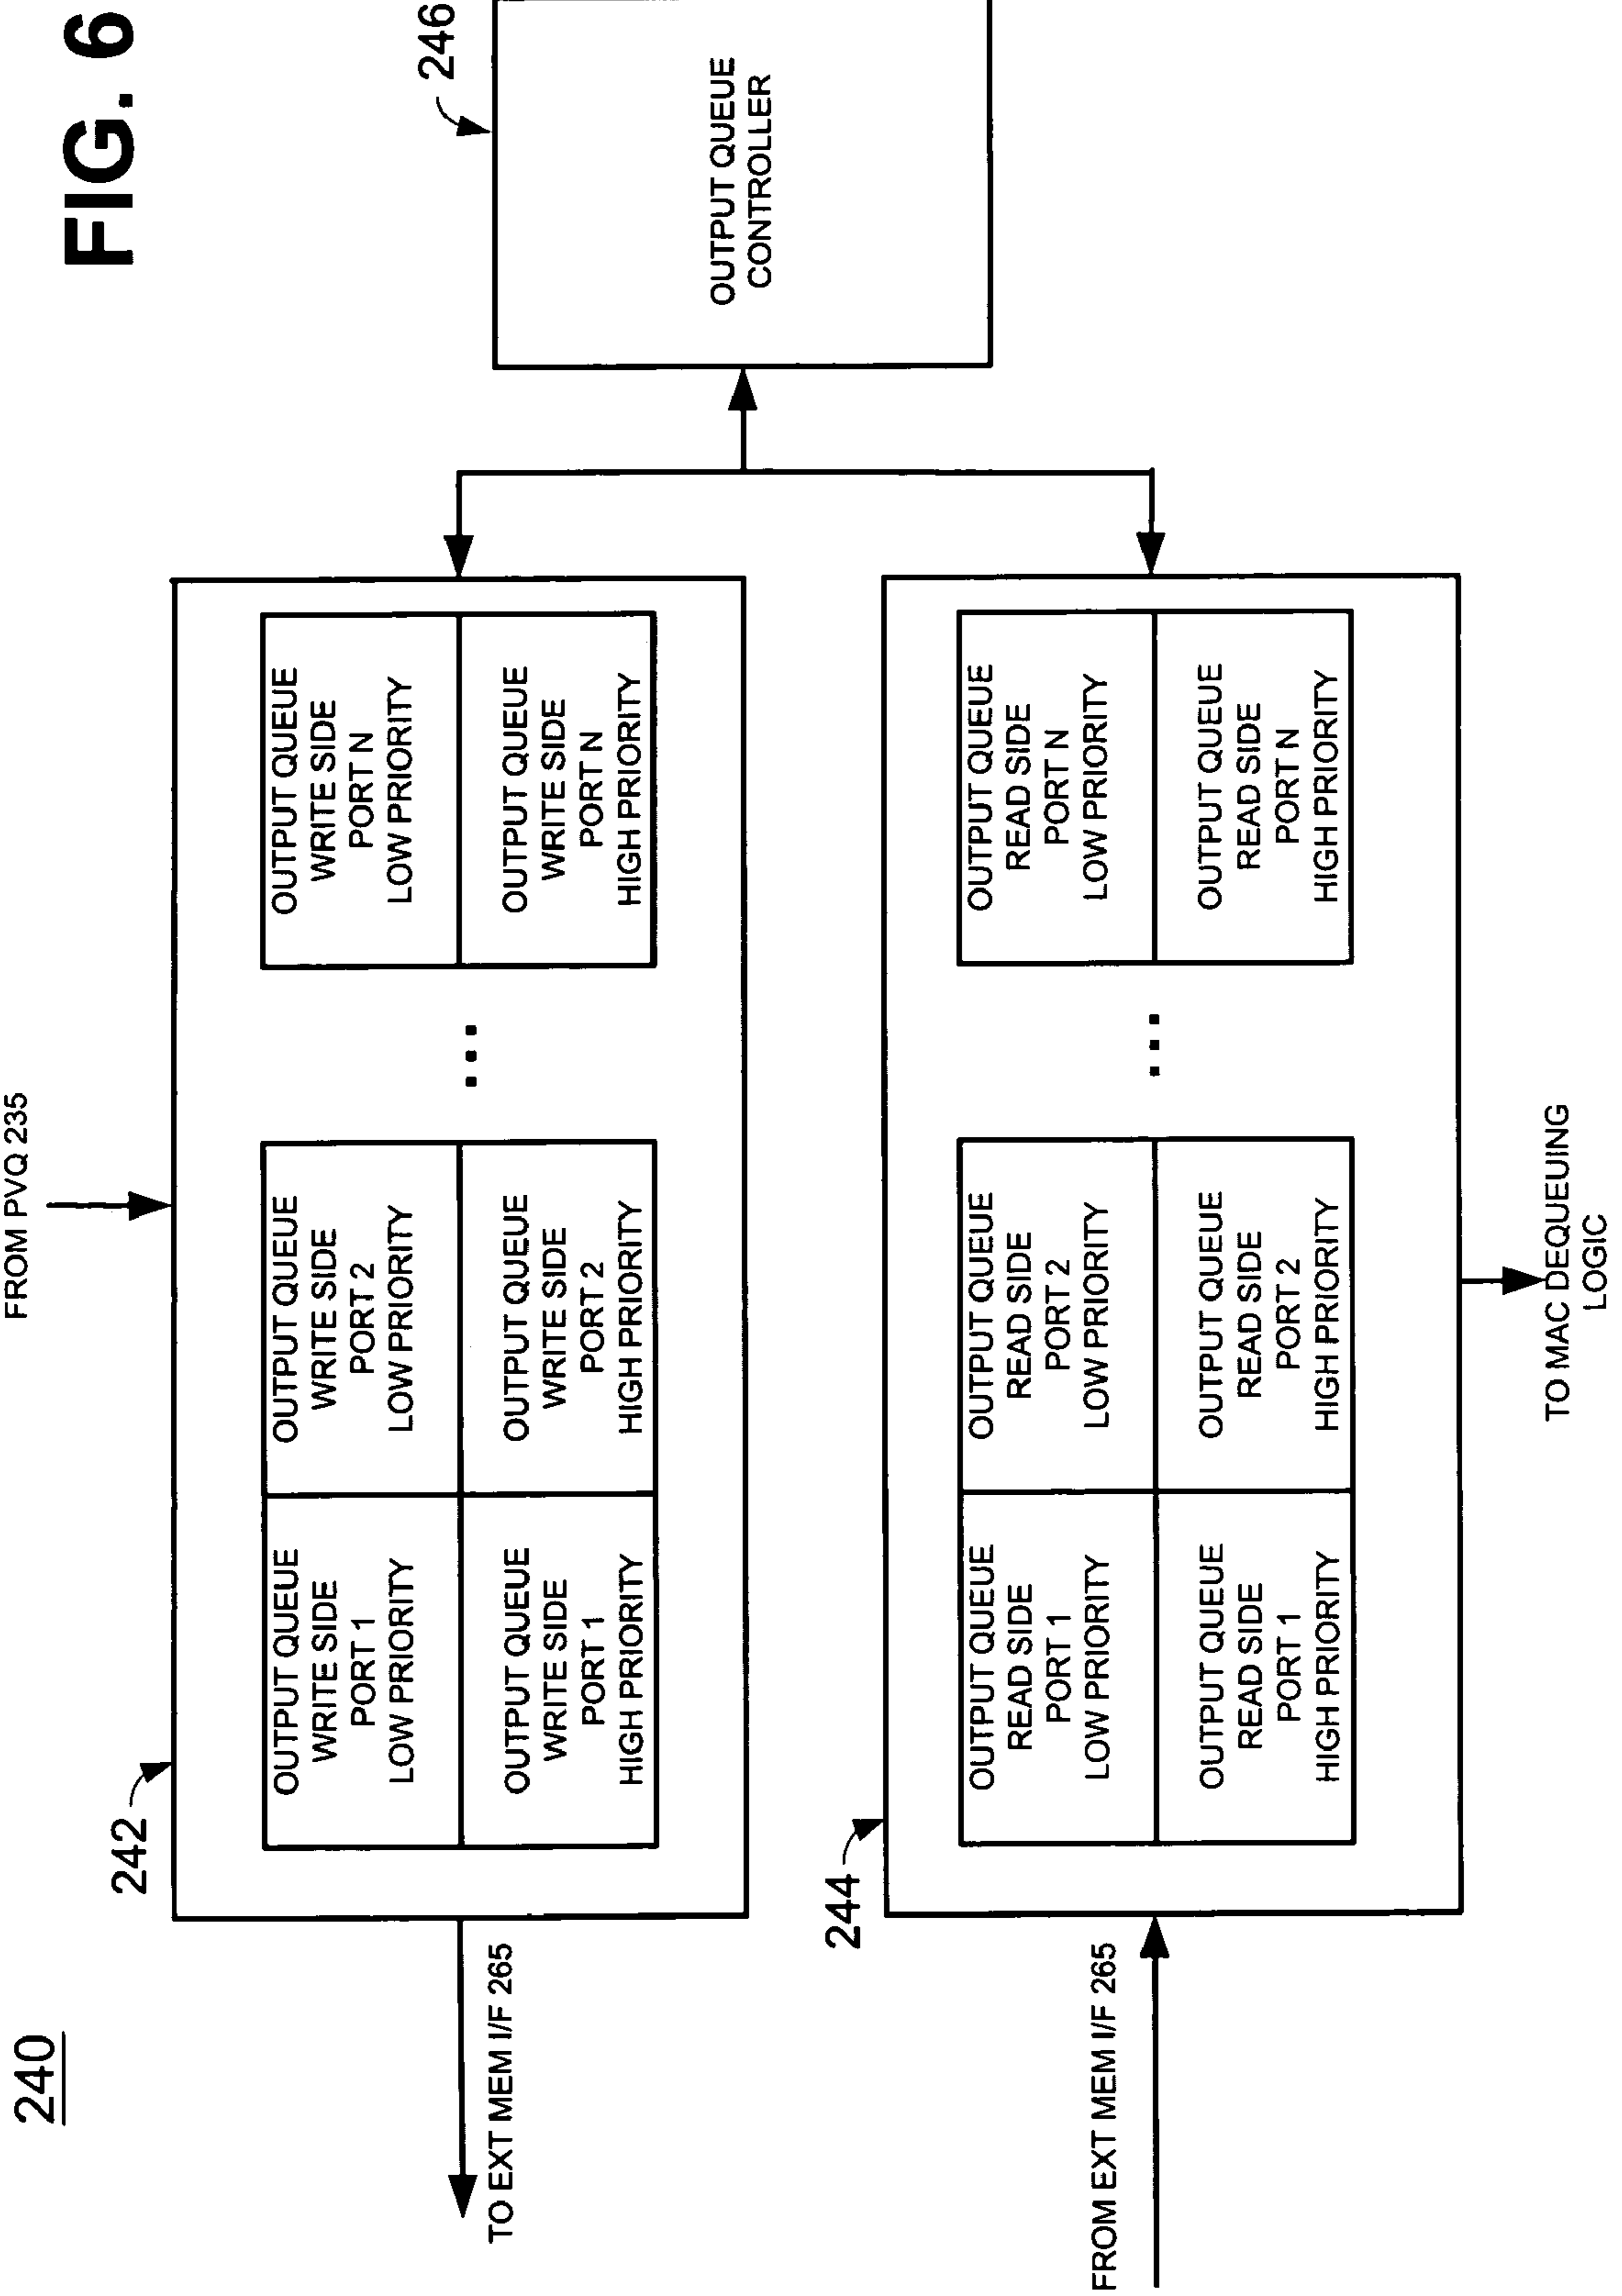 FIG. 6
240
FROM PVQ 235
242
OUTPUT QUEUE
WRITE SIDE
PORT 1
LOW PRIORITY
OUTPUT QUEUE
WRITE SIDE
PORT 2
LOW PRIORITY
...
OUTPUT QUEUE
WRITE SIDE
PORT N
LOW PRIORITY
OUTPUT QUEUE
WRITE SIDE
PORT 1
HIGH PRIORITY
OUTPUT QUEUE
WRITE SIDE
PORT 2
HIGH PRIORITY
OUTPUT QUEUE
WRITE SIDE
PORT N
HIGH PRIORITY
TO EXT MEM I/F 265
246
OUTPUT QUEUE
CONTROLLER
244
OUTPUT QUEUE
READ SIDE
PORT 1
LOW PRIORITY
OUTPUT QUEUE
READ SIDE
PORT 2
LOW PRIORITY
...
OUTPUT QUEUE
READ SIDE
PORT N
LOW PRIORITY
OUTPUT QUEUE
READ SIDE
PORT 1
HIGH PRIORITY
OUTPUT QUEUE
READ SIDE
PORT 2
HIGH PRIORITY
OUTPUT QUEUE
READ SIDE
PORT N
HIGH PRIORITY
FROM EXT MEM I/F 265
TO MAC DEQUEUING
LOGIC